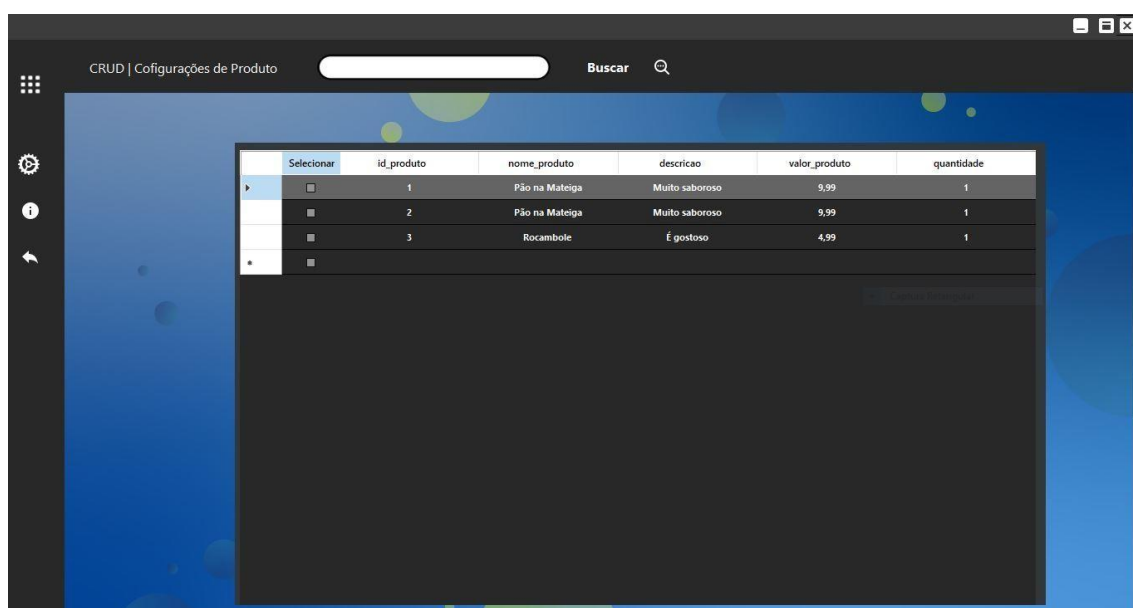 CRUD | Cofigurações de Produto Buscar
Selecionar id_produto nome_produto descricao valor_produto quantidade
1 Pão na Mateiga Muito saboroso 9,99 1
2 Pão na Mateiga Muito saboroso 9,99 1
3 Rocambole É gostoso 4,99 1